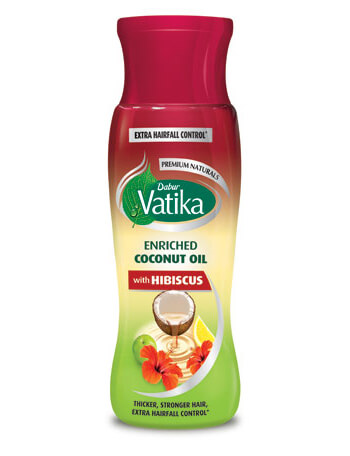 EXTRA HAIRFALL CONTROL*
PREMIUM NATURALS
Dabur
Vatika
ENRICHED
COCONUT OIL
with HIBISCUS
THICKER, STRONGER HAIR,
EXTRA HAIRFALL CONTROL*